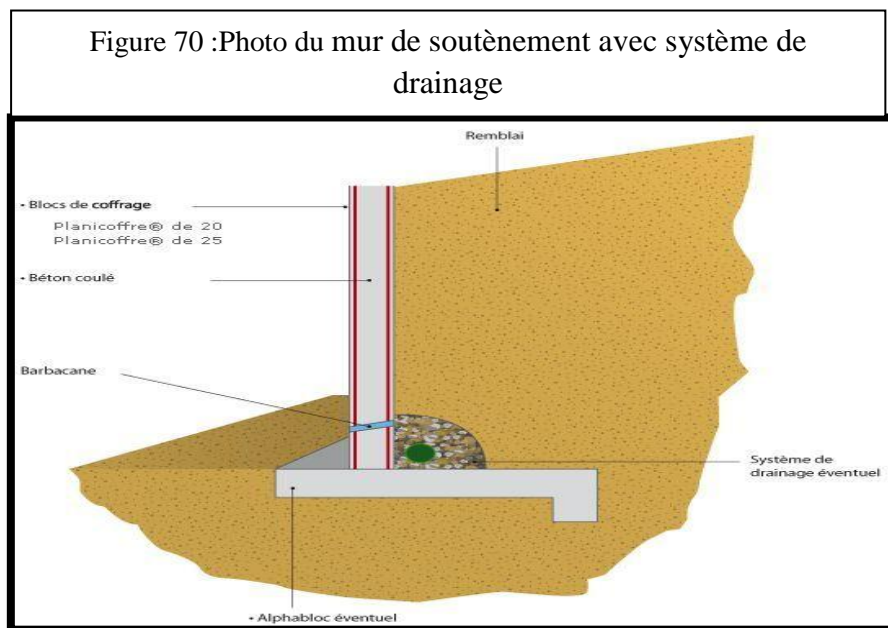 Figure 70 :Photo du mur de soutènement avec système de
drainage
Remblai
• Blocs de coffrage
Planicoffre® de 20
Planicoffre® de 25
• Béton coulé
Barbacane
Système de
drainage éventuel
• Alphabloc éventuel